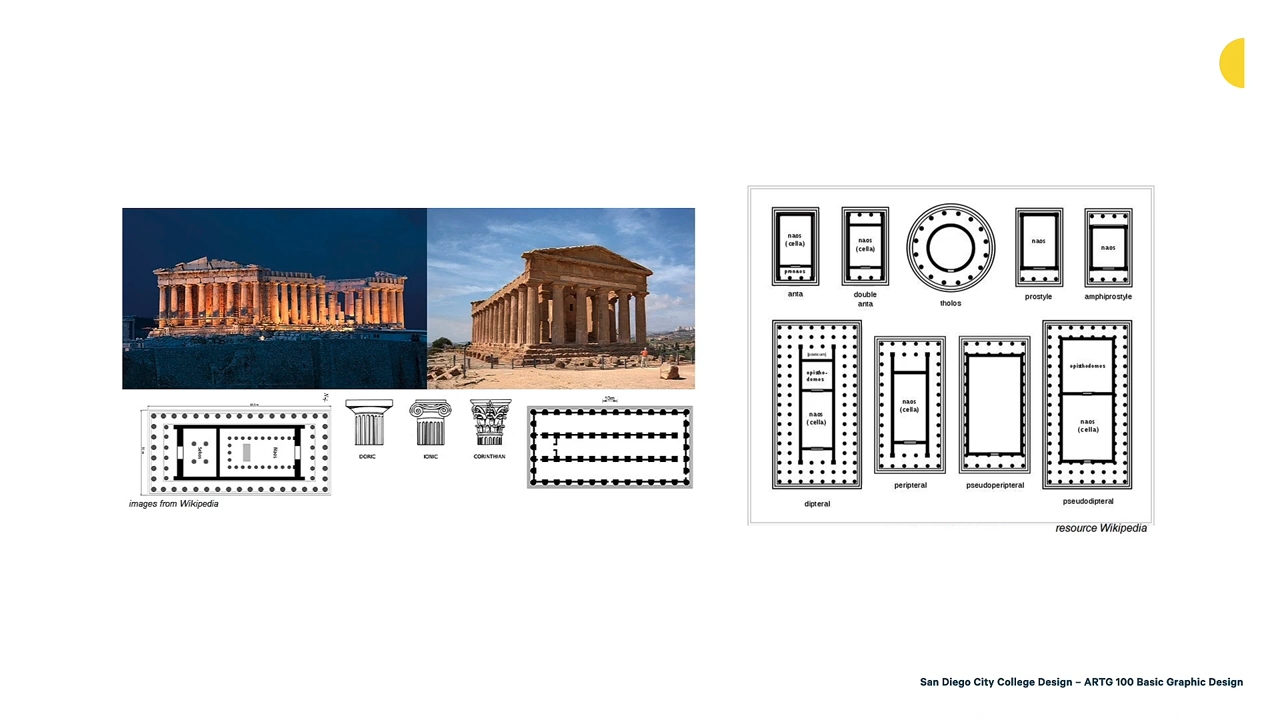 DORIC
IONIC
CORINTHIAN
Naos
images from Wikipedia
naos
(cella)
pronaos
anta
naos
(cella)
double
anta
tholos
naos
prostyle
naos
amphiprostyle
opistho-
domos
naos
(cella)
dipteral
naos
(cella)
peripteral
pseudoperipteral
opisthodomos
naos
(cella)
pseudodipteral
resource Wikipedia
San Diego City College Design – ARTG 100 Basic Graphic Design